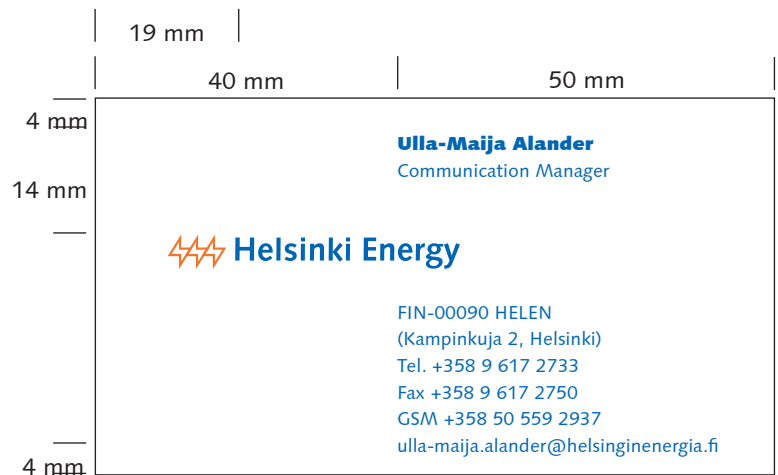 19 mm
40 mm 50 mm
4 mm
Ulla-Maija Alander
Communication Manager
14 mm
Helsinki Energy
FIN-00090 HELEN
(Kampinkuja 2, Helsinki)
Tel. +358 9 617 2733
Fax +358 9 617 2750
GSM +358 50 559 2937
ulla-maija.alander@helsinginenergia.fi
4 mm